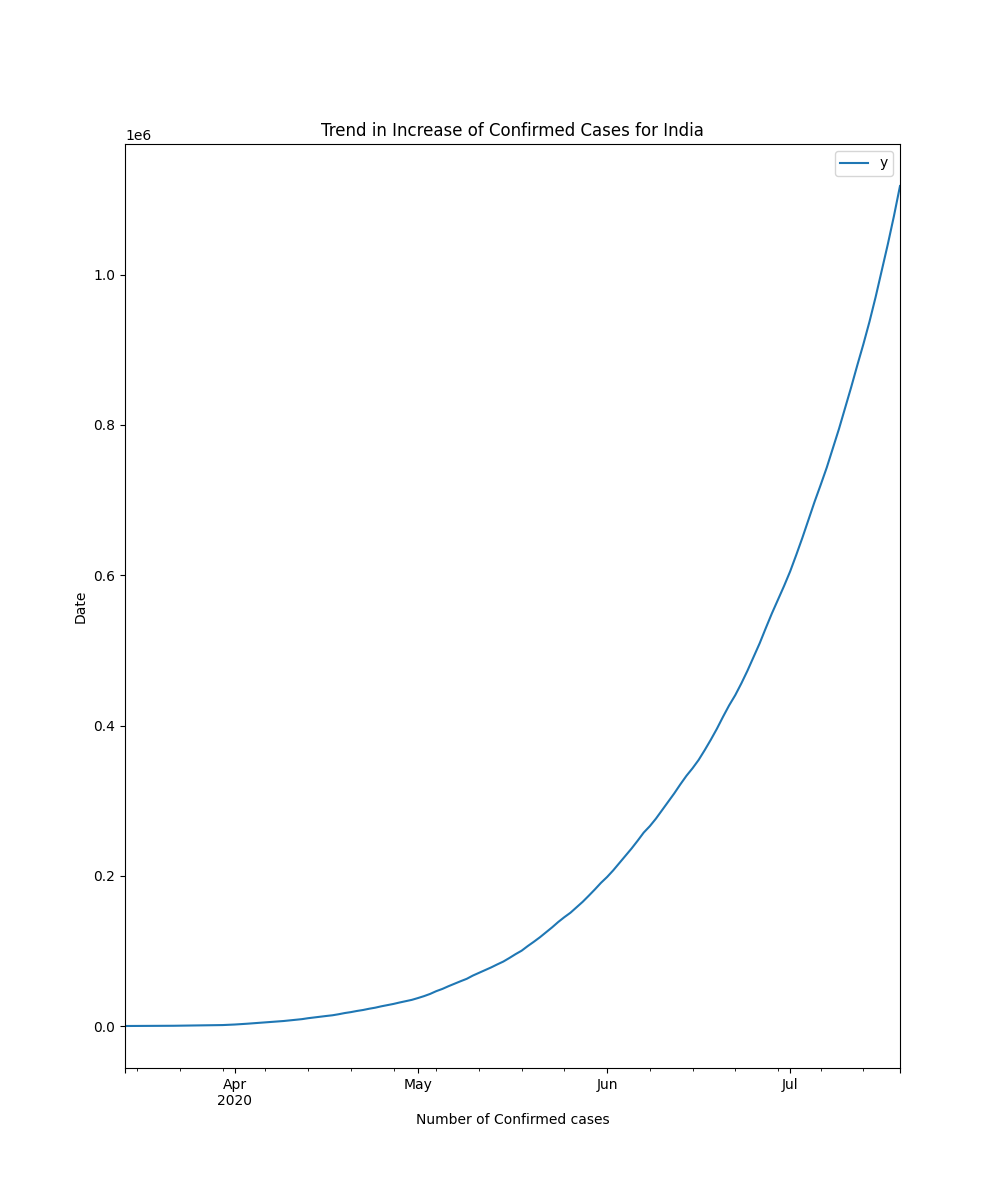 Trend in Increase of Confirmed Cases for India
1e6
y
1.0
0.8
0.6
0.4
0.2
0.0
Date
Apr May Jun Jul
2020
Number of Confirmed cases